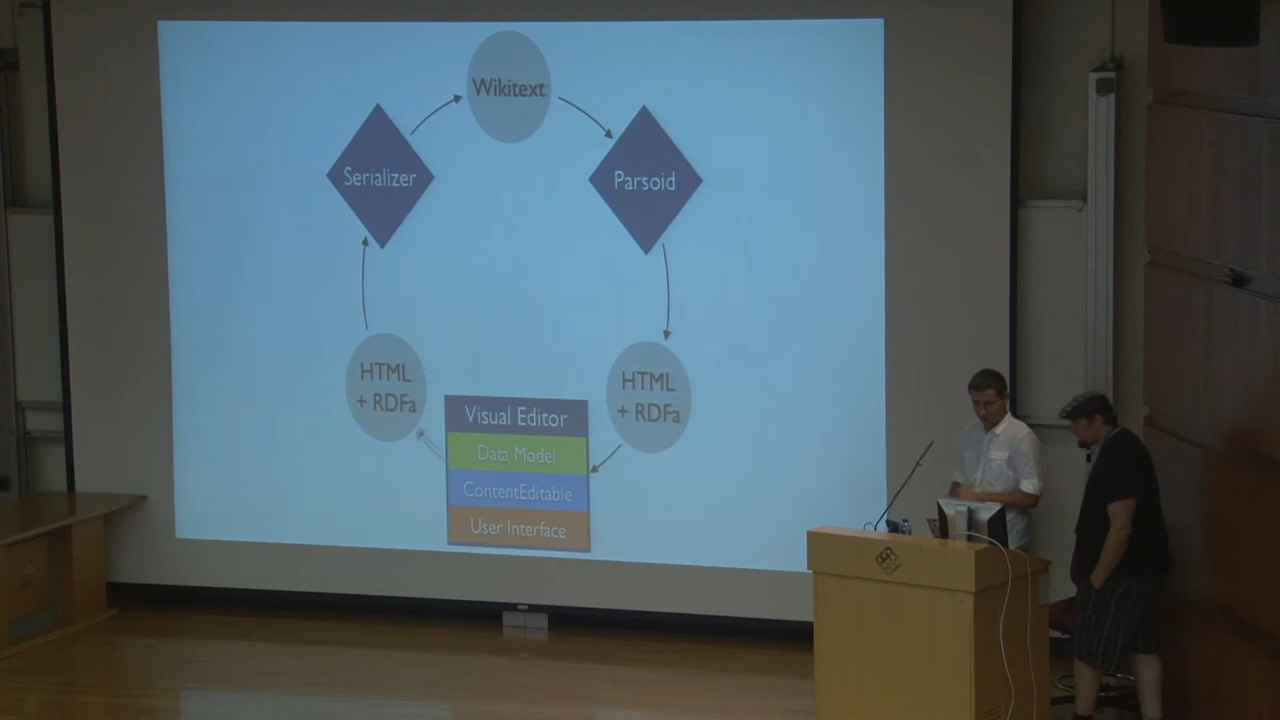 Wikitext
Serializer
Parsoid
HTML
+ RDFa
HTML
+ RDFa
Visual Editor
Data Model
ContentEditable
User Interface